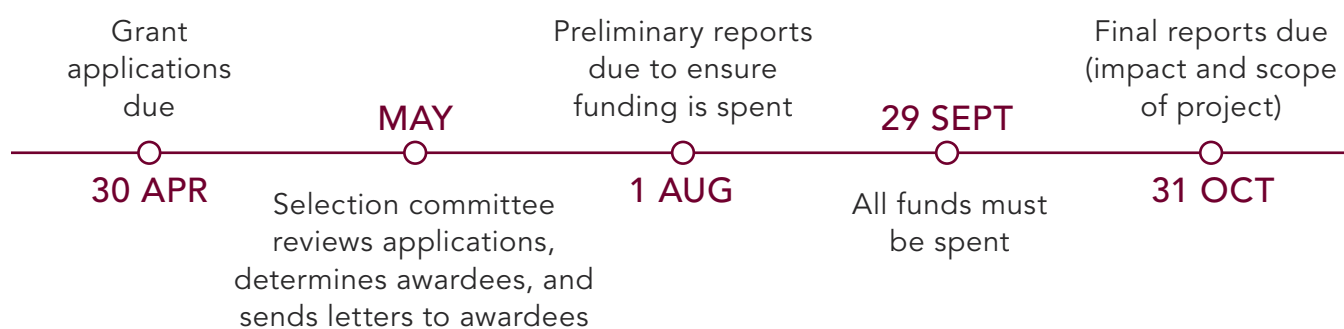 Grant
applications
due
30 APR
MAY
Selection committee
reviews applications,
determines awardees, and
sends letters to awardees
Preliminary reports
due to ensure
funding is spent
1 AUG
29 SEPT
All funds must
be spent
Final reports due
(impact and scope
of project)
31 OCT